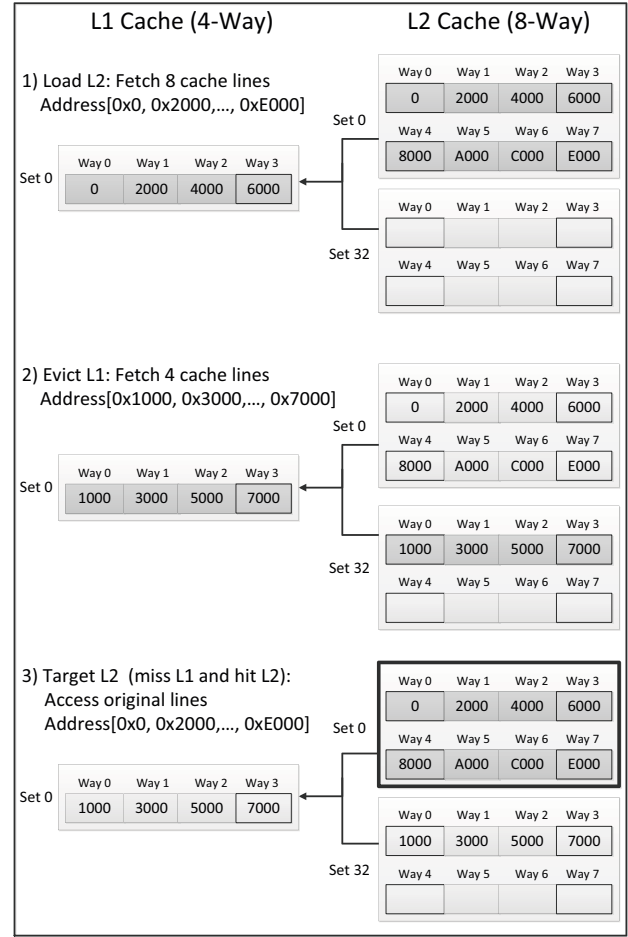 L1 Cache (4-Way)
L2 Cache (8-Way)
1) Load L2: Fetch 8 cache lines
Address[0x0, 0x2000,..., 0xE000]
Set 0
Way 0 Way 1 Way 2 Way 3
0 2000 4000 6000
Set 0
Way 0 Way 1 Way 2 Way 3
0 2000 4000 6000
Way 4 Way 5 Way 6 Way 7
8000 A000 C000 E000
Set 32
Way 0 Way 1 Way 2 Way 3
Way 4 Way 5 Way 6 Way 7
2) Evict L1: Fetch 4 cache lines
Address[0x1000, 0x3000,..., 0x7000]
Set 0
Way 0 Way 1 Way 2 Way 3
1000 3000 5000 7000
Set 0
Way 0 Way 1 Way 2 Way 3
0 2000 4000 6000
Way 4 Way 5 Way 6 Way 7
8000 A000 C000 E000
Set 32
Way 0 Way 1 Way 2 Way 3
1000 3000 5000 7000
Way 4 Way 5 Way 6 Way 7
3) Target L2 (miss L1 and hit L2):
Access original lines
Address[0x0, 0x2000,..., 0xE000]
Set 0
Way 0 Way 1 Way 2 Way 3
1000 3000 5000 7000
Set 0
Way 0 Way 1 Way 2 Way 3
0 2000 4000 6000
Way 4 Way 5 Way 6 Way 7
8000 A000 C000 E000
Set 32
Way 0 Way 1 Way 2 Way 3
1000 3000 5000 7000
Way 4 Way 5 Way 6 Way 7